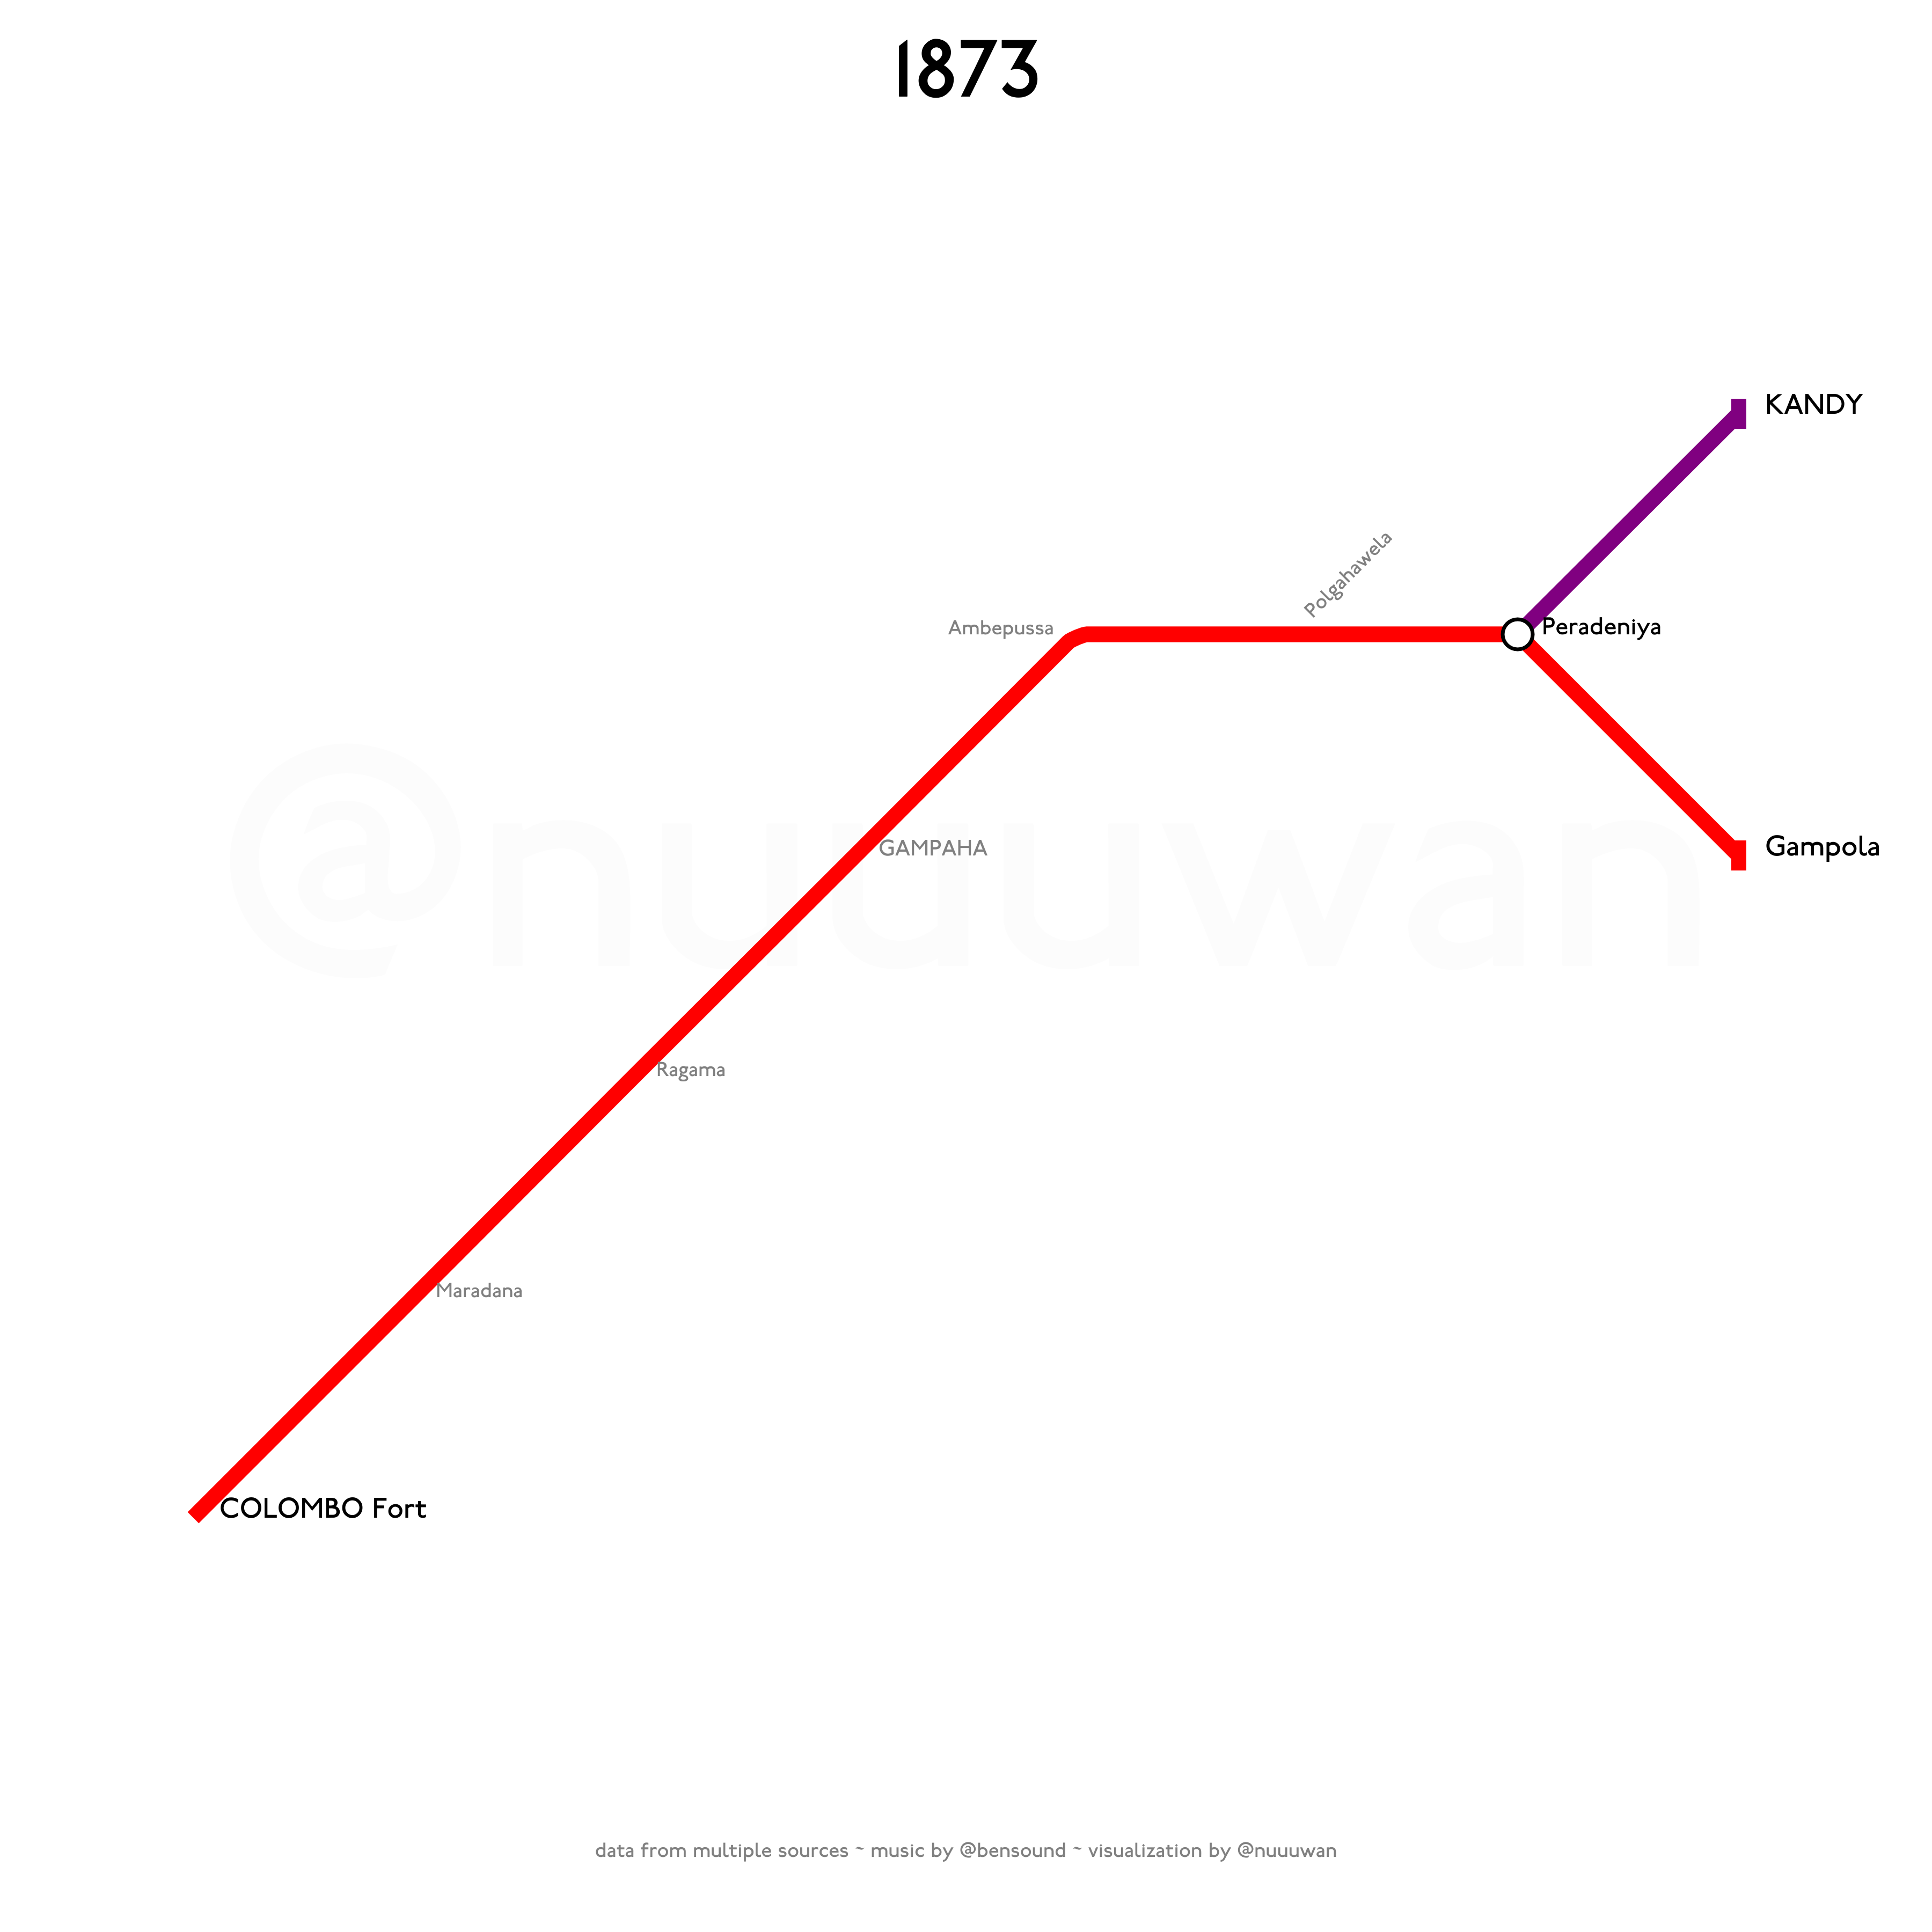 1873
KANDY
Polgahawela
Ambepussa
Peradeniya
@nuuuwan
GAMPAHA
Gampola
Ragama
Maradana
COLOMBO Fort
data from multiple sources ~ music by @bensound ~ visualization by @nuuuwan